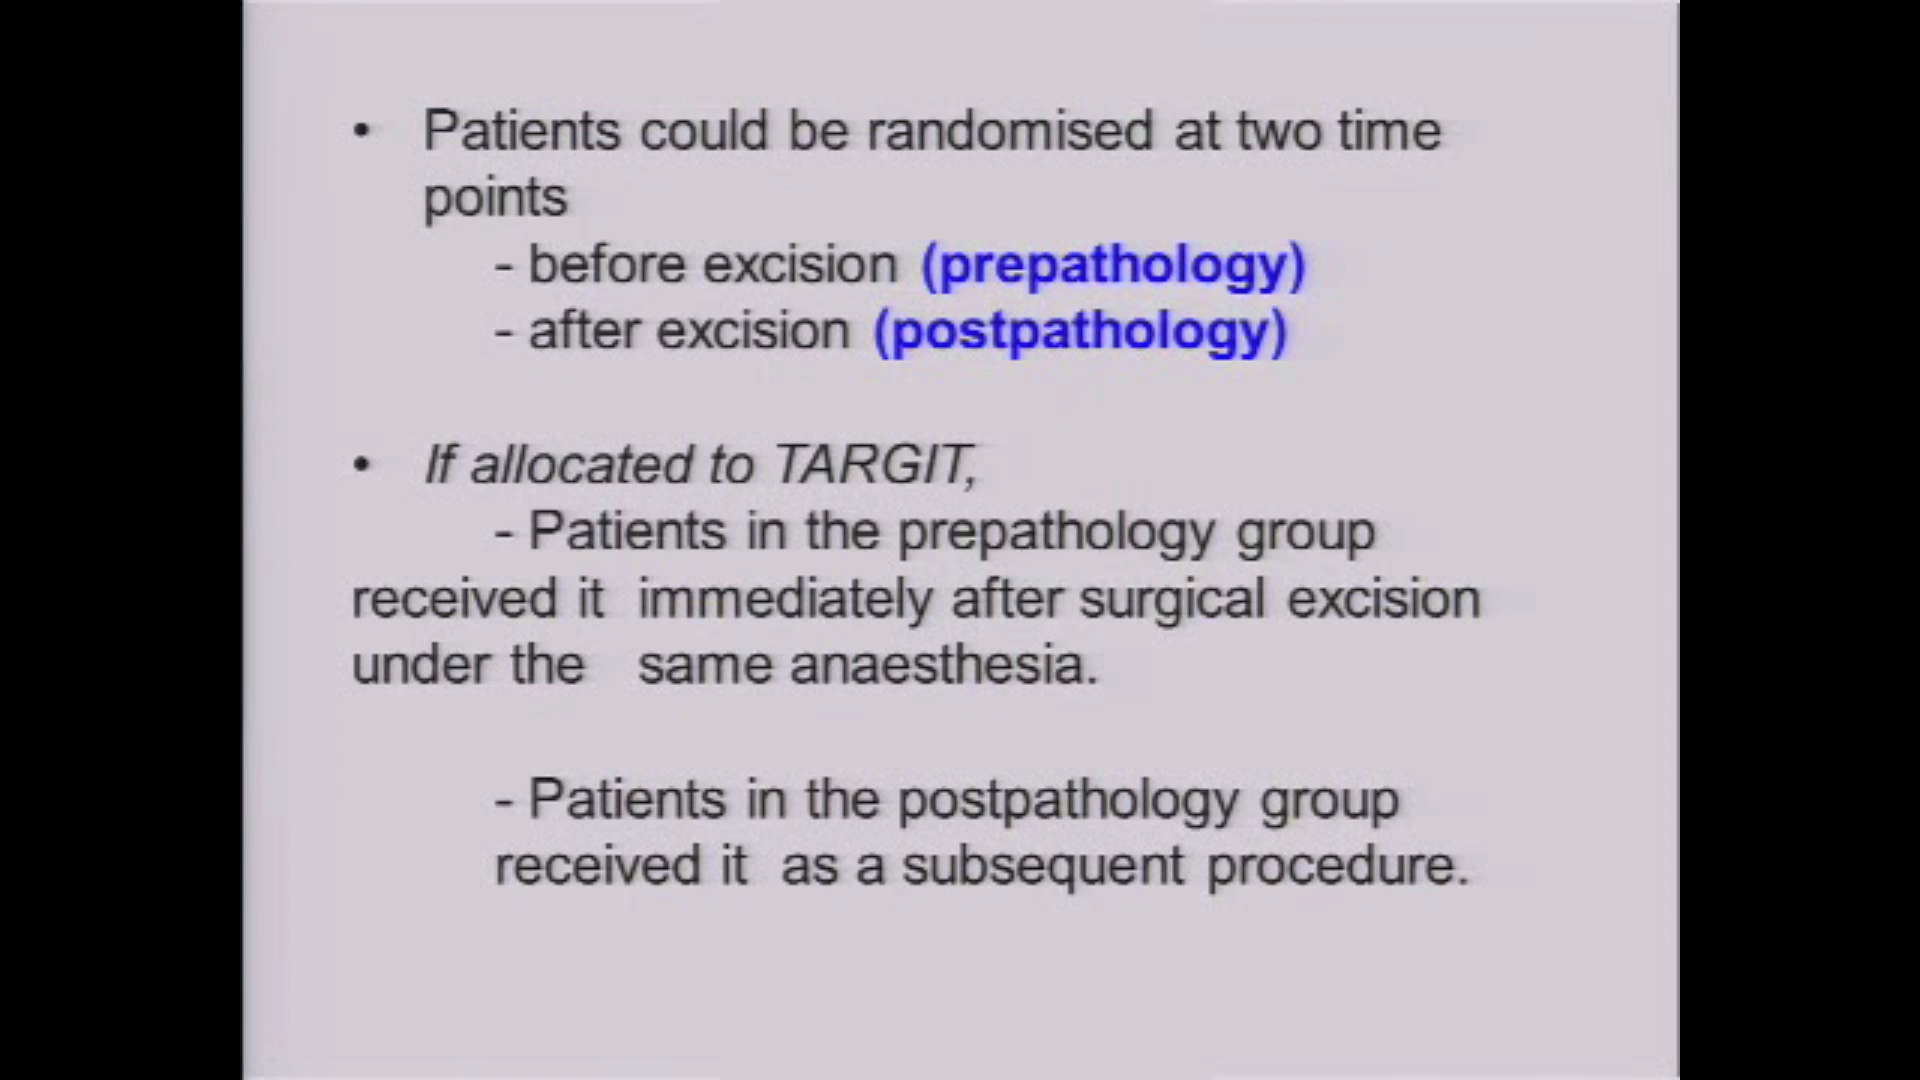 • Patients could be randomised at two time
points
- before excision (prepathology)
- after excision (postpathology)
• If allocated to TARGIT,
- Patients in the prepathology group
received it immediately after surgical excision
under the same anaesthesia.
- Patients in the postpathology group
received it as a subsequent procedure.